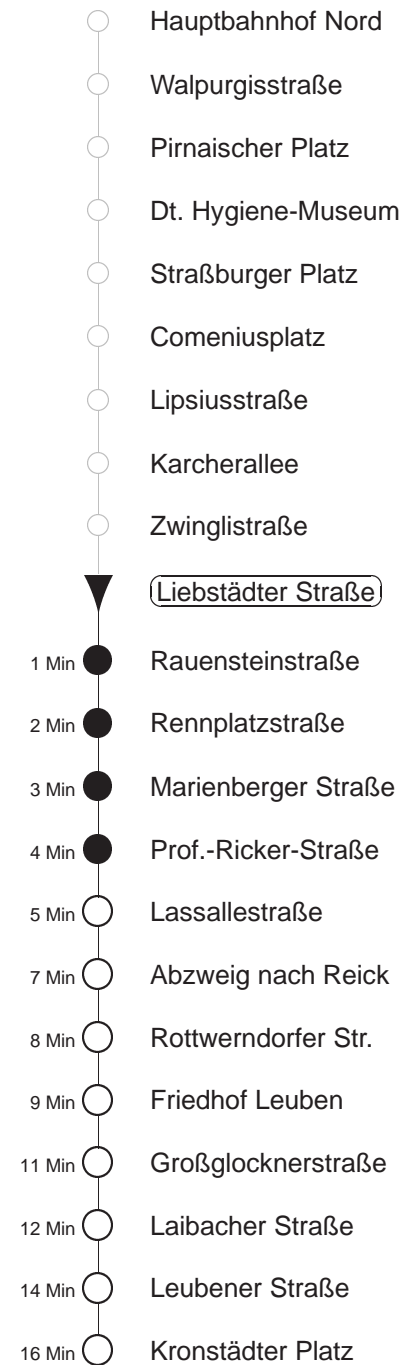 Hauptbahnhof Nord
Walpurgisstraße
Pirnaischer Platz
Dt. Hygiene-Museum
Straßburger Platz
Comeniusplatz
Lipsiusstraße
Karcherallee
Zwinglistraße
Liebstädter Straße
1 Min Rauensteinstraße
2 Min Rennplatzstraße
3 Min Marienberger Straße
4 Min Prof.-Ricker-Straße
5 Min Lassallestraße
7 Min Abzweig nach Reick
8 Min Rottwerndorfer Str.
9 Min Friedhof Leuben
11 Min Großglocknerstraße
12 Min Laibacher Straße
14 Min Leubener Straße
16 Min Kronstädter Platz